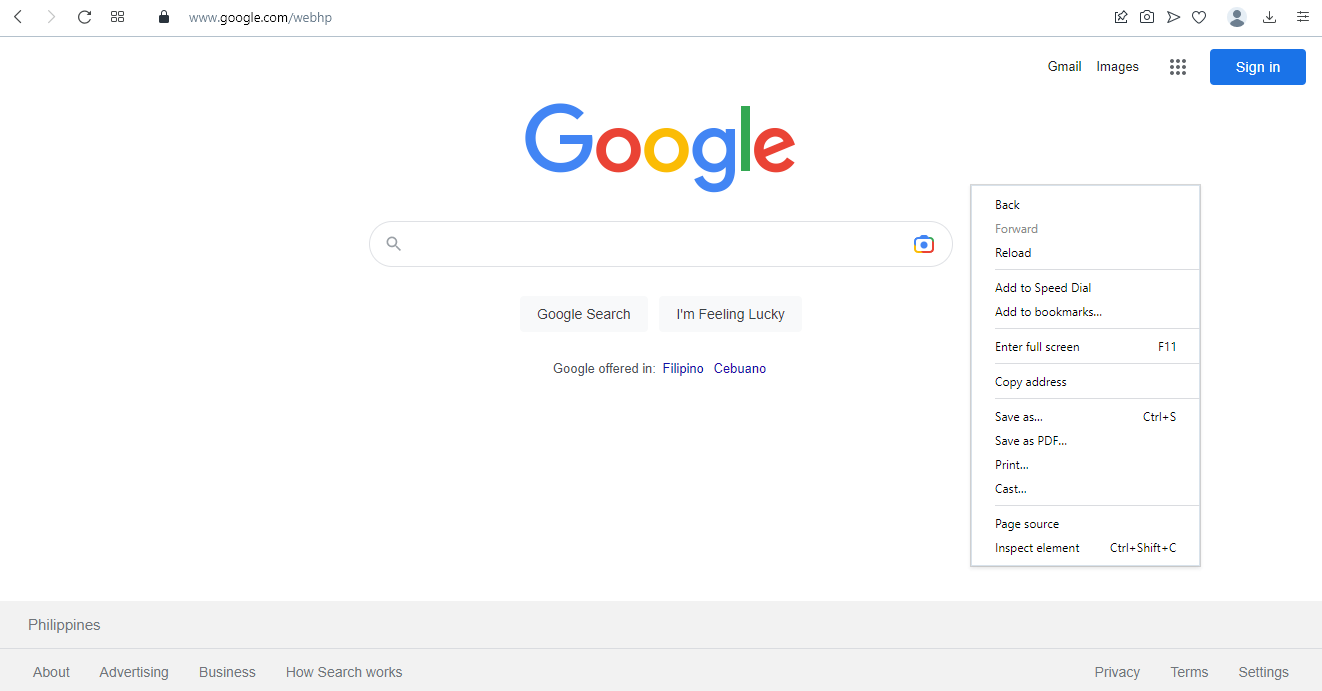 www.google.com/webhp
Gmail Images
Sign in
Google
Google Search I'm Feeling Lucky
Google offered in: Filipino Cebuano
Back
Forward
Reload
Add to Speed Dial
Add to bookmarks...
Enter full screen F11
Copy address
Save as... Ctrl+S
Save as PDF...
Print...
Cast...
Page source
Inspect element Ctrl+Shift+C
Philippines
About Advertising Business How Search works Privacy Terms Settings